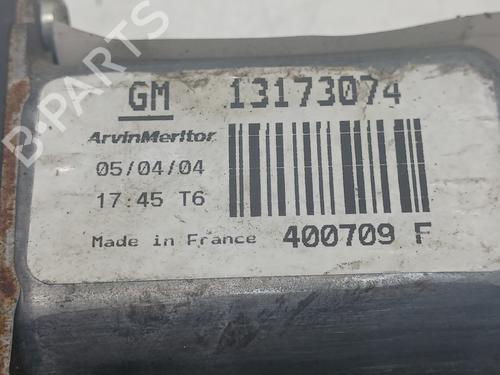 GM 13173074
ArvinMeritor
05/04/04
17:45 T6
Made in France 400709 F
B-PARTS